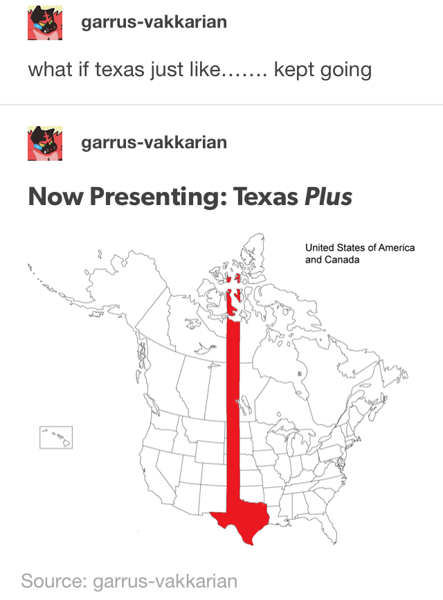 garrus-vakkarian
what if texas just like....... kept going
garrus-vakkarian
Now Presenting: Texas Plus
United States of America
and Canada
Source: garrus-vakkarian